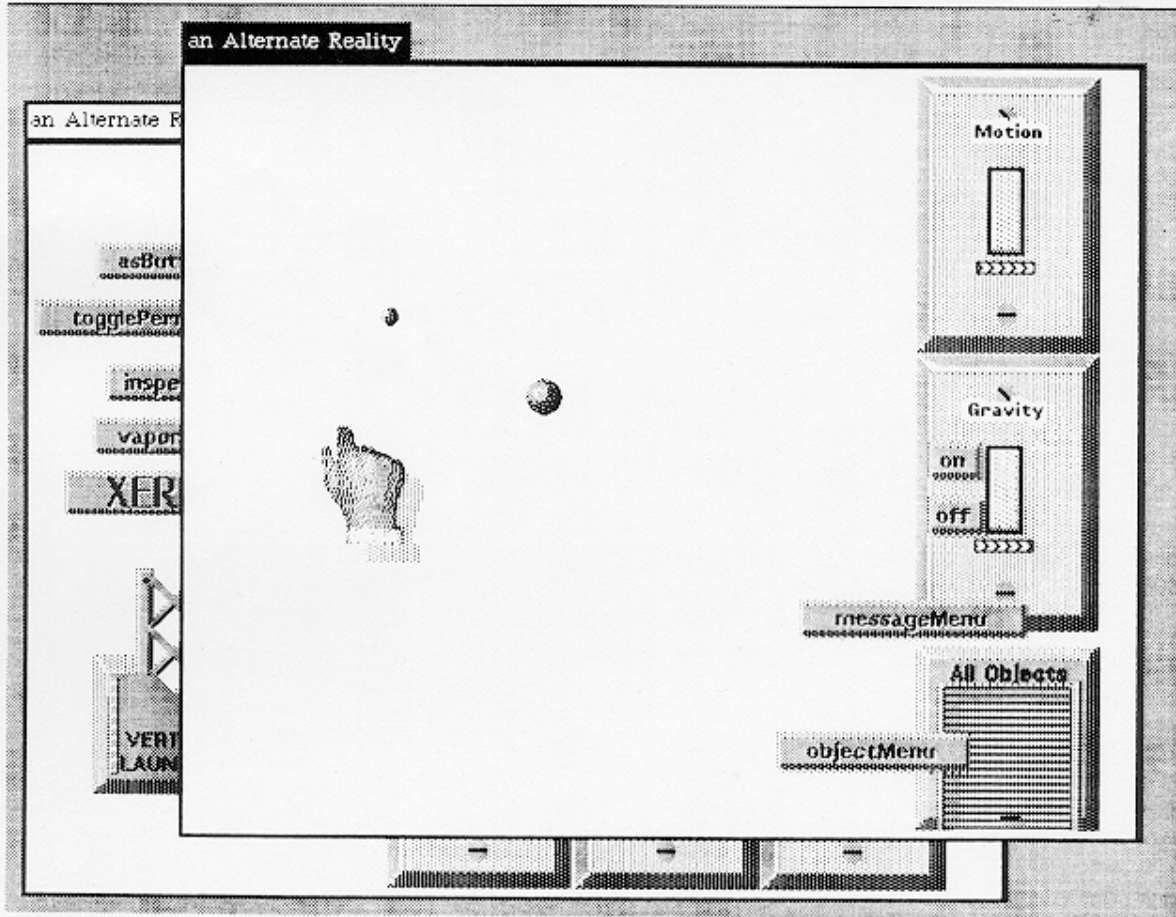 an Alternate Reality
an Alternate R
Motion
asBut
togglePerm
inspe
vapor
XER
Gravity
on
off
messageMenu
All Objects
objectMenu
VERT
LAUN